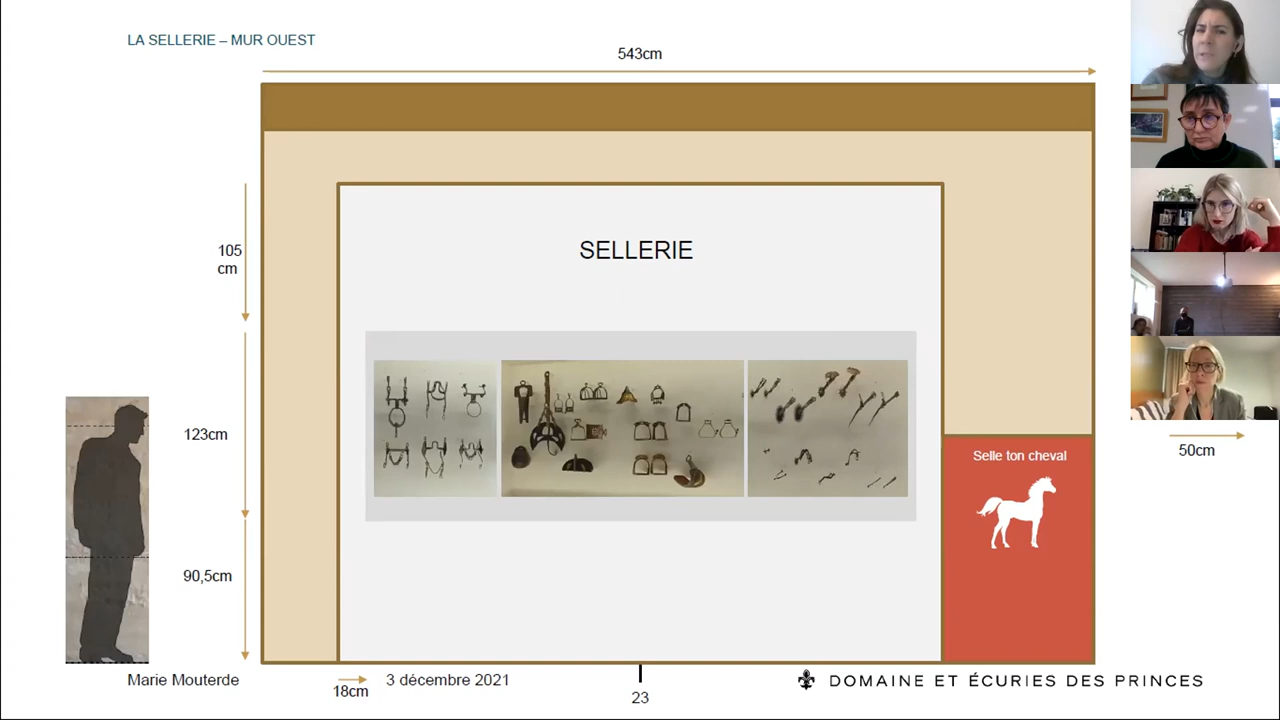 LA SELLERIE – MUR OUEST
543cm
105
cm
SELLERIE
123cm
Selle ton cheval
50cm
90,5cm
Marie Mouterde
18cm
3 décembre 2021
23
DOMAINE ET ÉCURIES DES PRINCES